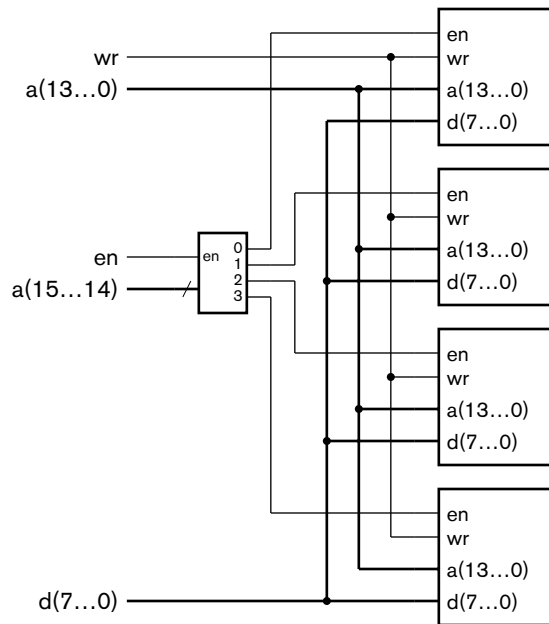 en
wr
a(13...0)
d(7...0)
wr
a(13...0)
en
wr
a(13...0)
d(7...0)
en
a(15...14)
en
0
1
2
3
en
wr
a(13...0)
d(7...0)
en
wr
a(13...0)
d(7...0)
d(7...0)